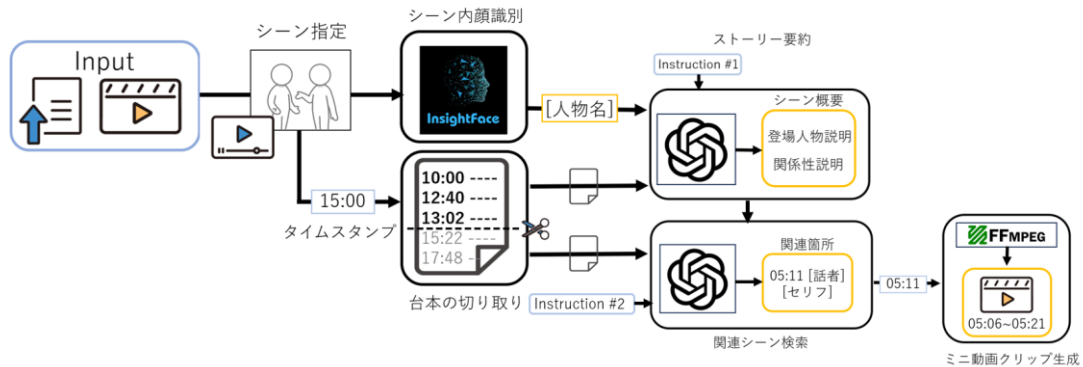 Input
シーン指定
シーン内顔識別
InsightFace
[人物名]
ストーリー要約
Instruction #1
シーン概要
登場人物説明
関係性説明
15:00
タイムスタンプ
10:00 ----
12:40 ----
13:02 ----
15:22 ----
17:48 --
台本の切り取り
Instruction #2
関連箇所
05:11 [話者]
[セリフ]
関連シーン検索
05:11
FFMPEG
05:06~05:21
ミニ動画クリップ生成